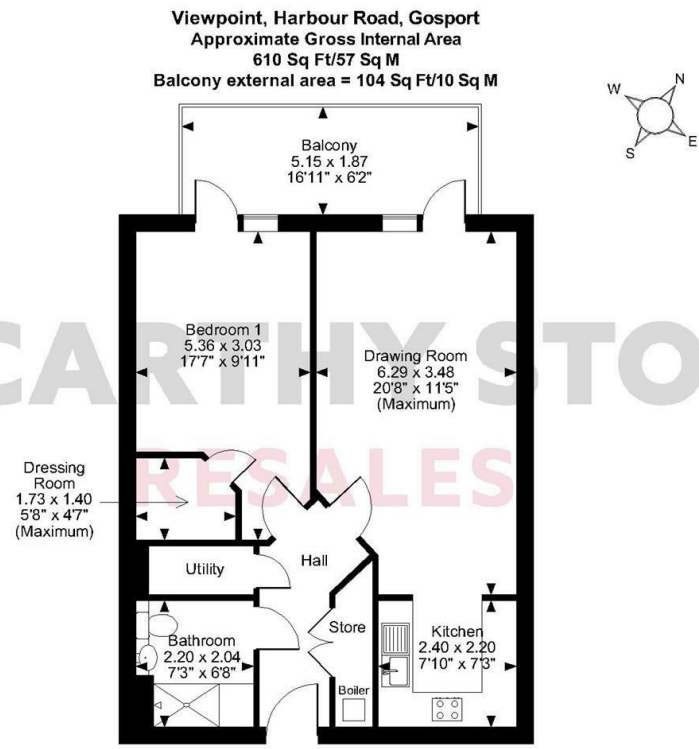 Viewpoint, Harbour Road, Gosport
Approximate Gross Internal Area
610 Sq Ft/57 Sq M
Balcony external area = 104 Sq Ft/10 Sq M
W
N
S
E
Balcony
5.15 x 1.87
16'11" x 6'2"
Bedroom 1
5.36 x 3.03
17'7" x 9'11"
Drawing Room
6.29 x 3.48
20'8" x 11'5"
(Maximum)
CARTHY STO
RESALES
Dressing
Room
1.73 x 1.40
5'8" x 4'7"
(Maximum)
Utility
Hall
Bathroom
2.20 x 2.04
7'3" x 6'8"
Store
Boiler
Kitchen
2.40 x 2.20
7'10" x 7'3"